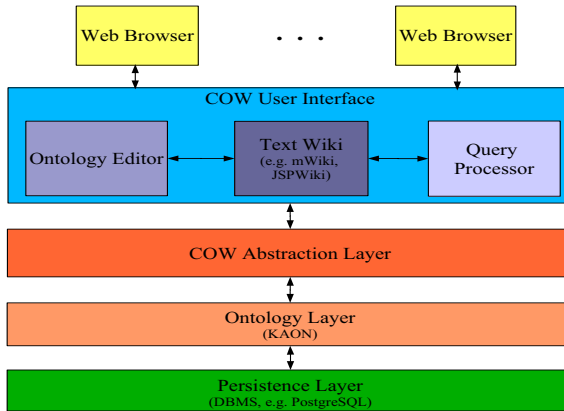 Web Browser
. . .
Web Browser
COW User Interface
Ontology Editor
Text Wiki
(e.g. mWiki,
JSPWiki)
Query
Processor
COW Abstraction Layer
Ontology Layer
(KAON)
Persistence Layer
(DBMS, e.g. PostgreSQL)